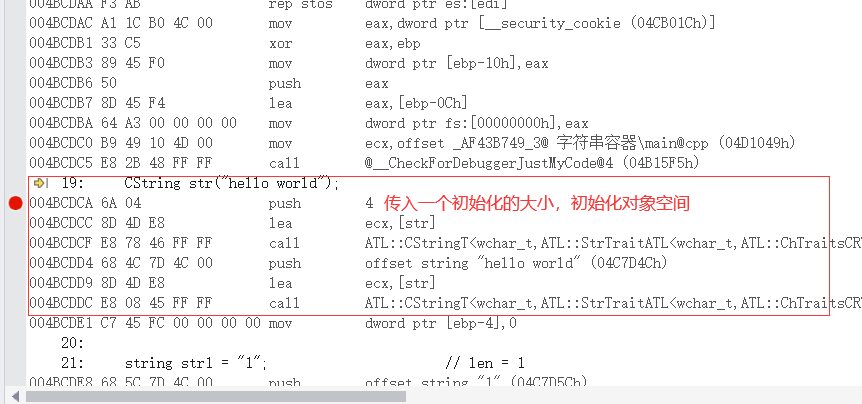 004BCDAA F3 AB rep stos dword ptr es:[edi]
004BCDAC A1 1C B0 4C 00 mov eax,dword ptr [__security_cookie (04CB01Ch)]
004BCDB1 33 C5 xor eax,ebp
004BCDB3 89 45 F0 mov dword ptr [ebp-10h],eax
004BCDB6 50 push eax
004BCDB7 8D 45 F4 lea eax,[ebp-0Ch]
004BCDBA 64 A3 00 00 00 00 mov dword ptr fs:[00000000h],eax
004BCDC0 B9 49 10 4D 00 mov ecx,offset _AF43B749_3@ 字符串容器\main@cpp (04D1049h)
004BCDC5 E8 2B 48 FF FF call @__CheckForDebuggerJustMyCode@4 (04B15F5h)
19: CString str("hello world");
004BCDCA 6A 04 push 4 传入一个初始化的大小，初始化对象空间
004BCDCC 8D 4D E8 lea ecx,[str]
004BCDCF E8 78 46 FF FF call ATL::CStringT<wchar_t,ATL::StrTraitATL<wchar_t,ATL::ChTraitsCR
004BCDD4 68 4C 7D 4C 00 push offset string "hello world" (04C7D4Ch)
004BCDD9 8D 4D E8 lea ecx,[str]
004BCDDC E8 08 45 FF FF call ATL::CStringT<wchar_t,ATL::StrTraitATL<wchar_t,ATL::ChTraitsCR
004BCDE1 C7 45 FC 00 00 00 00 mov dword ptr [ebp-4],0
20:
21: string str1 = "1"; // len = 1
004BCDE8 68 5C 7D 4C 00 push offset string "1" (04C7D5Ch)